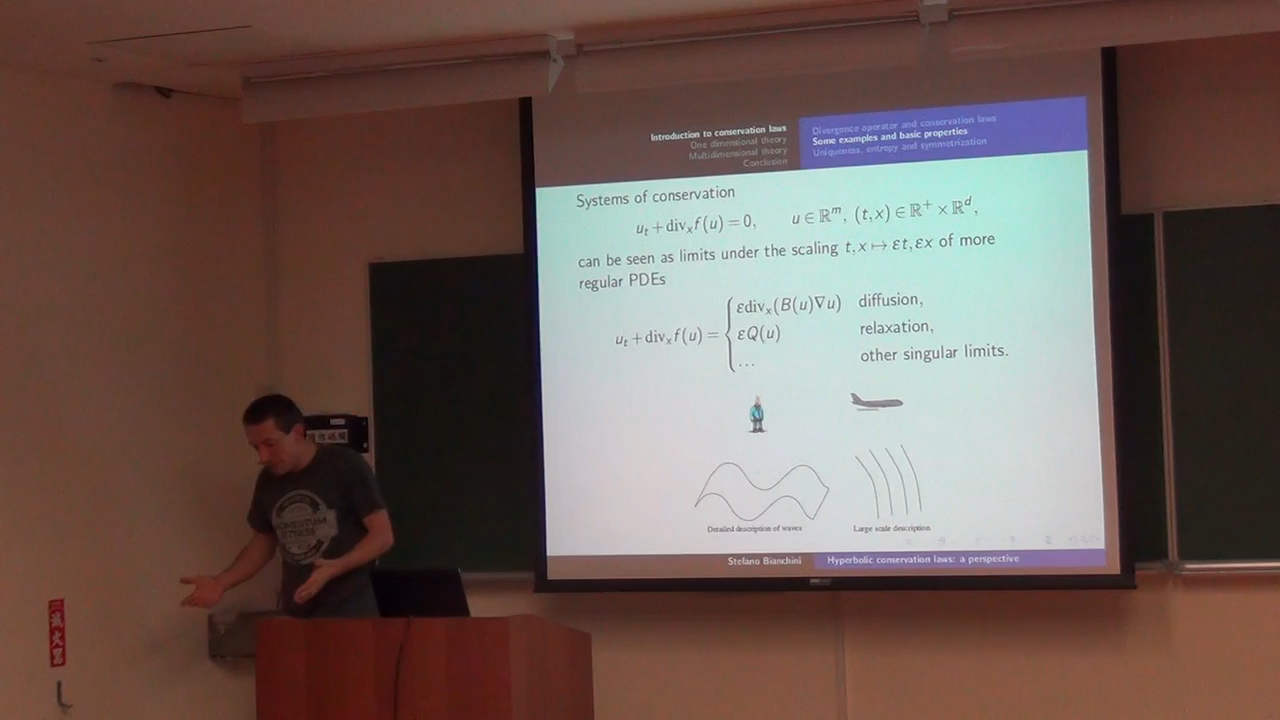 Introduction to conservation laws
One dimensional theory
Multidimensional theory
Conclusion
Divergence operator and conservation laws
Some examples and basic properties
Uniqueness, entropy and symmetrization
Systems of conservation
u_t + div_x f(u) = 0, u ∈ ℝ^m, (t,x) ∈ ℝ^+ × ℝ^d,
can be seen as limits under the scaling t,x ↦ εt,εx of more
regular PDEs
u_t + div_x f(u) = { εdiv_x(B(u)∇u) diffusion,
εQ(u) relaxation,
... other singular limits.
Detailed description of waves
Large scale description
Stefano Bianchini
Hyperbolic conservation laws: a perspective